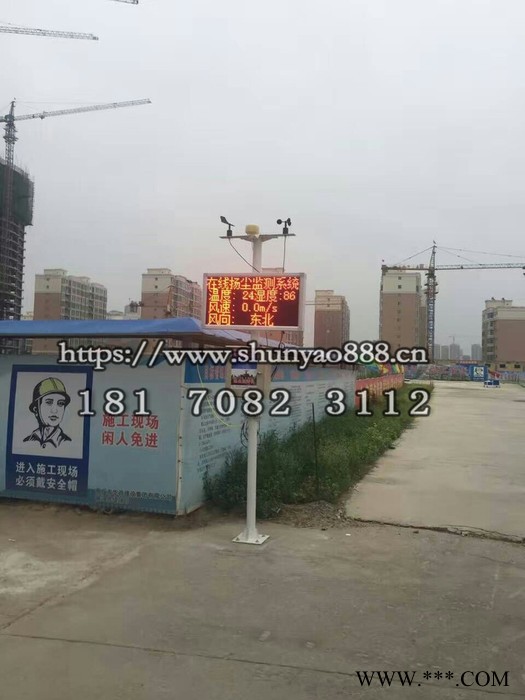 在线扬尘监测系统
温度: 24湿度:86
风速: 0.0m/s
风向: 东北
https://www.shunyao888.cn
181 7082 3112
施工现场
闲人免进
进入施工现场
必须戴安全帽
WWW.***.COM